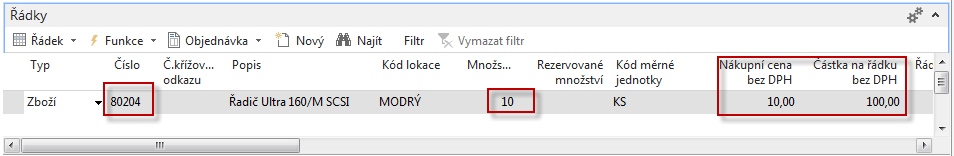 Řádky
Řádek Funkce Objednávka Nový Najít Filtr Vymazat filtr
Typ Číslo Č.křížov... odkazu Popis Kód lokace Množs... Rezervované množství Kód měrné jednotky Nákupní cena bez DPH Částka na řádku bez DPH Řác
Zboží 80204 Řadič Ultra 160/M SCSI MODRÝ 10 KS 10,00 100,00